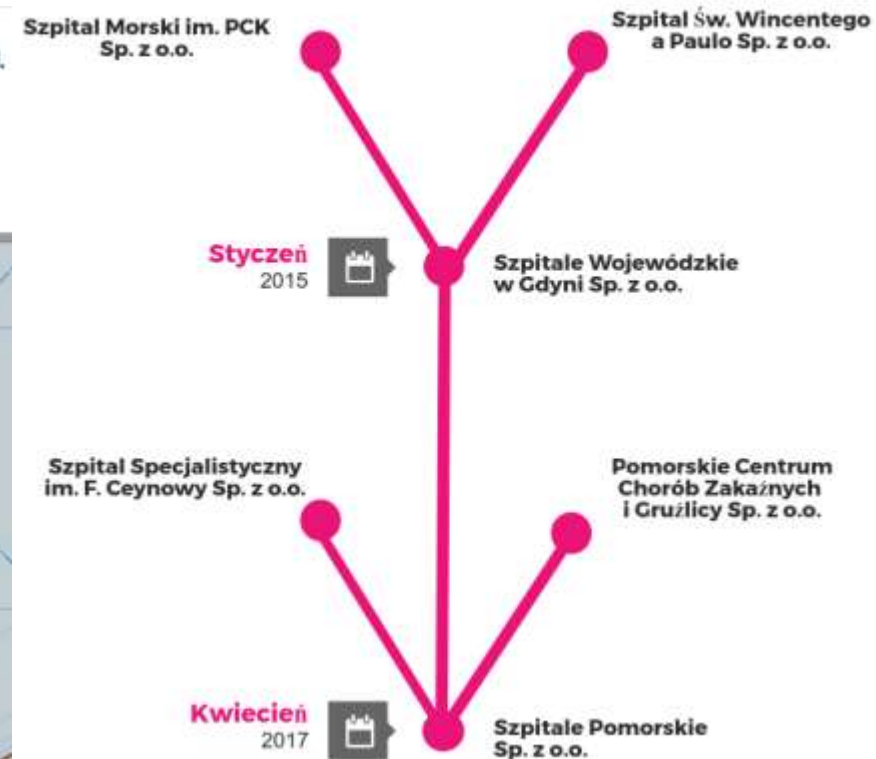 Szpital Morski im. PCK
Sp. z o.o.
Szpital Św. Wincentego
a Paulo Sp. z o.o.
Styczeń
2015
Szpitale Wojewódzkie
w Gdyni Sp. z o.o.
Szpital Specjalistyczny
im. F. Ceynowy Sp. z o.o.
Pomorskie Centrum
Chorób Zakaźnych
i Gruźlicy Sp. z o.o.
Kwiecień
2017
Szpitale Pomorskie
Sp. z o.o.